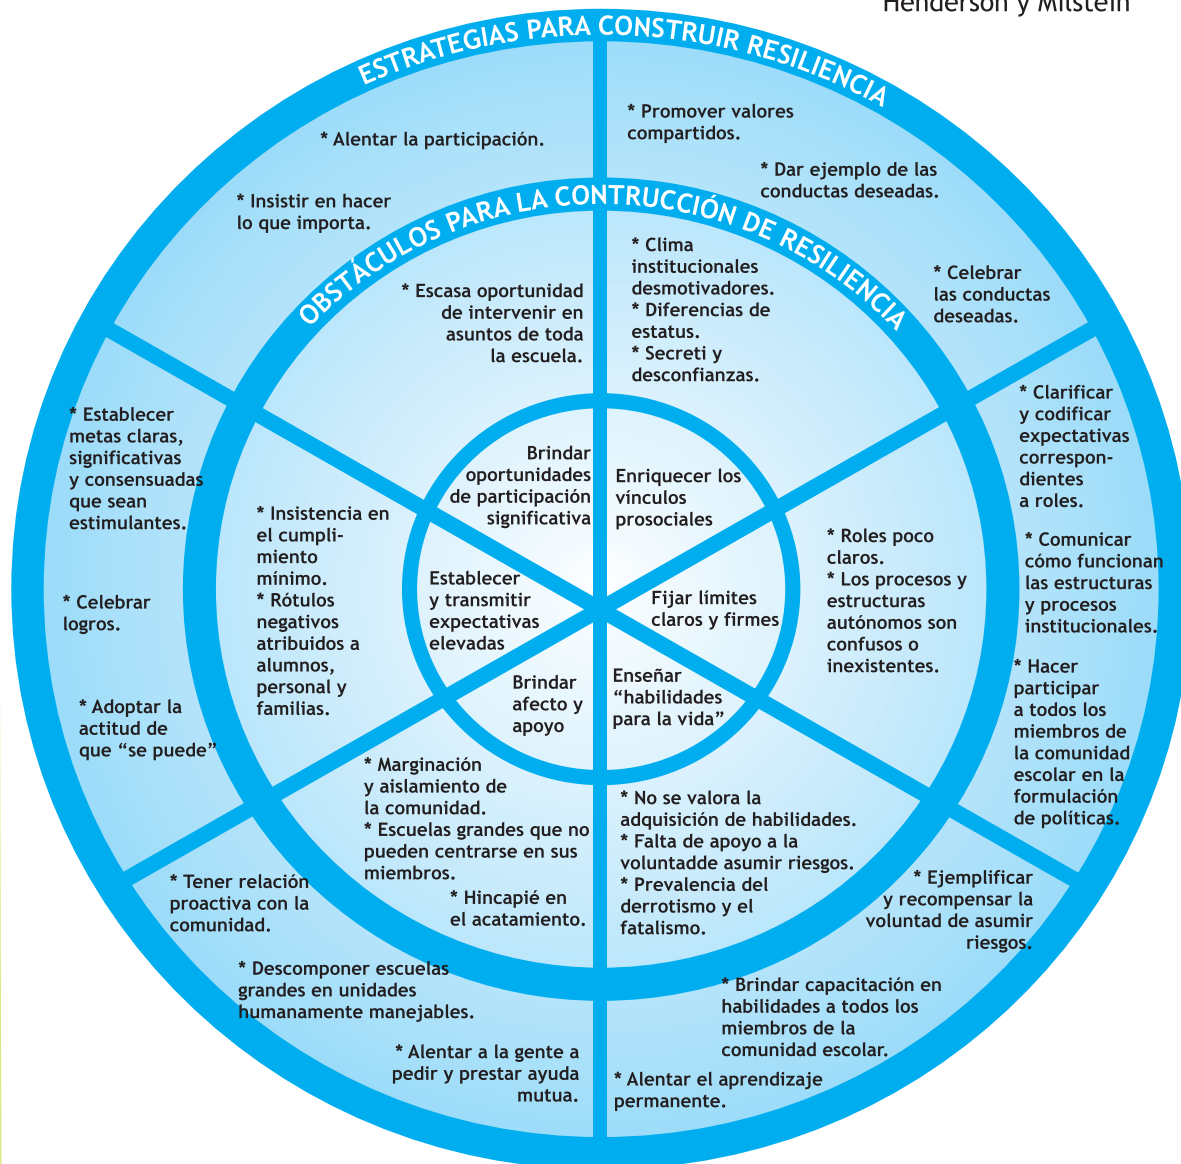 Henderson y Milstein
ESTRATEGIAS PARA CONSTRUIR RESILIENCIA
* Alentar la participación.
* Insistir en hacer
lo que importa.
* Promover valores
compartidos.
* Dar ejemplo de las
conductas deseadas.
* Celebrar
las conductas
deseadas.
OBSTÁCULOS PARA LA CONTRUCCIÓN DE RESILIENCIA
* Escasa oportunidad
de intervenir en
asuntos de toda
la escuela.
* Clima
institucionales
desmotivadores.
* Diferencias de
estatus.
* Secreti y
desconfianzas.
* Establecer
metas claras,
significativas
y consensuadas
que sean
estimulantes.
* Celebrar
logros.
* Adoptar la
actitud de
que “se puede”
* Insistencia en
el cumpli-
miento
mínimo.
* Rótulos
negativos
atribuidos a
alumnos,
personal y
familias.
Brindar
oportunidades
de participación
significativa
Enriquecer los
vínculos
prosociales
Establecer
y transmitir
expectativas
elevadas
Fijar límites
claros y firmes
Brindar
afecto y
apoyo
Enseñar
“habilidades
para la vida”
* Roles poco
claros.
* Los procesos y
estructuras
autónomos son
confusos o
inexistentes.
* Clarificar
y codificar
expectativas
correspon-
dientes
a roles.
* Comunicar
cómo funcionan
las estructuras
y procesos
institucionales.
* Hacer
participar
a todos los
miembros de
la comunidad
escolar en la
formulación
de políticas.
* Marginación
y aislamiento de
la comunidad.
* Escuelas grandes que no
pueden centrarse en sus
miembros.
* Hincapié en
el acatamiento.
* No se valora la
adquisición de habilidades.
* Falta de apoyo a la
voluntadde asumir riesgos.
* Prevalencia del
derrotismo y el
fatalismo.
* Tener relación
proactiva con la
comunidad.
* Descomponer escuelas
grandes en unidades
humanamente manejables.
* Alentar a la gente a
pedir y prestar ayuda
mutua.
* Ejemplificar
y recompensar la
voluntad de asumir
riesgos.
* Brindar capacitación en
habilidades a todos los
miembros de la
comunidad escolar.
* Alentar el aprendizaje
permanente.